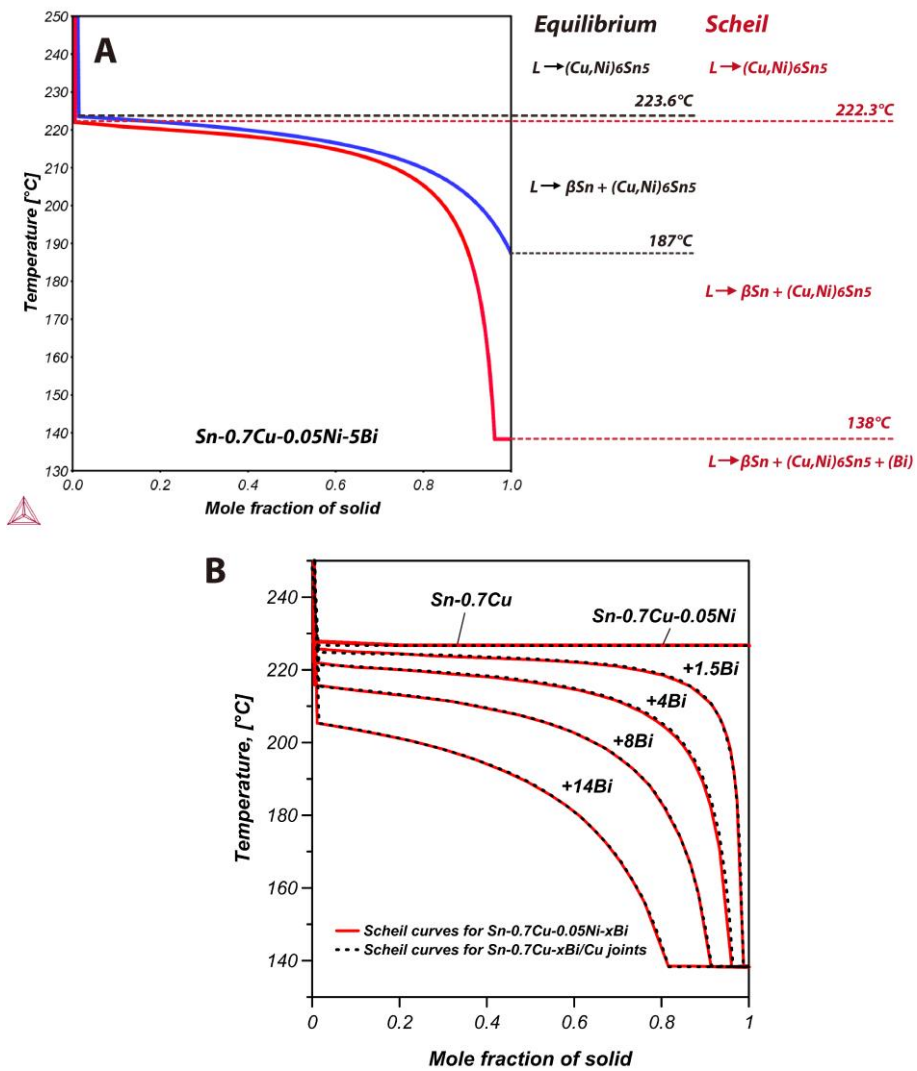 A
Equilibrium
Scheil
L→(Cu,Ni)6Sn5
L→(Cu,Ni)6Sn5
223.6°C
222.3°C
L→ βSn + (Cu,Ni)6Sn5
187°C
L→ βSn + (Cu,Ni)6Sn5
138°C
L→βSn + (Cu,Ni)6Sn5 + (Bi)
Temperature [°C]
250
240
230
220
210
200
190
180
170
160
150
140
130
Sn-0.7Cu-0.05Ni-5Bi
0.0 0.2 0.4 0.6 0.8 1.0
Mole fraction of solid
B
Temperature, [°C]
240
220
200
180
160
140
Sn-0.7Cu
Sn-0.7Cu-0.05Ni
+1.5Bi
+4Bi
+8Bi
+14Bi
Scheil curves for Sn-0.7Cu-0.05Ni-xBi
Scheil curves for Sn-0.7Cu-xBi/Cu joints
0 0.2 0.4 0.6 0.8 1
Mole fraction of solid